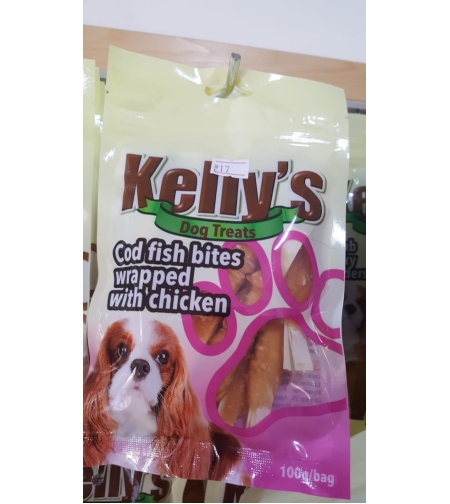 Kelly's
Dog Treats
Cod fish bites
wrapped
with chicken
100g/bag